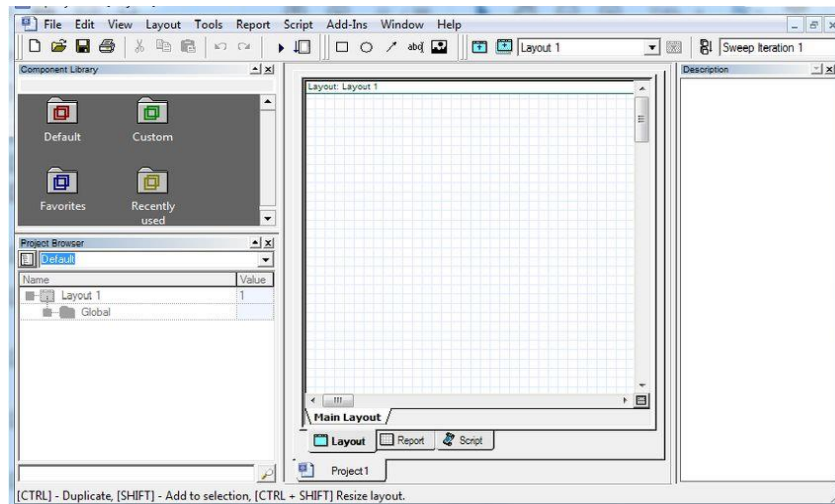 File Edit View Layout Tools Report Script Add-Ins Window Help
abc Layout 1 Sweep Iteration 1
Component Library
Default Custom
Favorites Recently used
Project Browser
Default
Name Value
Layout 1 1
Global
Layout: Layout 1
Main Layout
Layout Report Script
Project1
Description
[CTRL] - Duplicate, [SHIFT] - Add to selection, [CTRL + SHIFT] Resize layout.